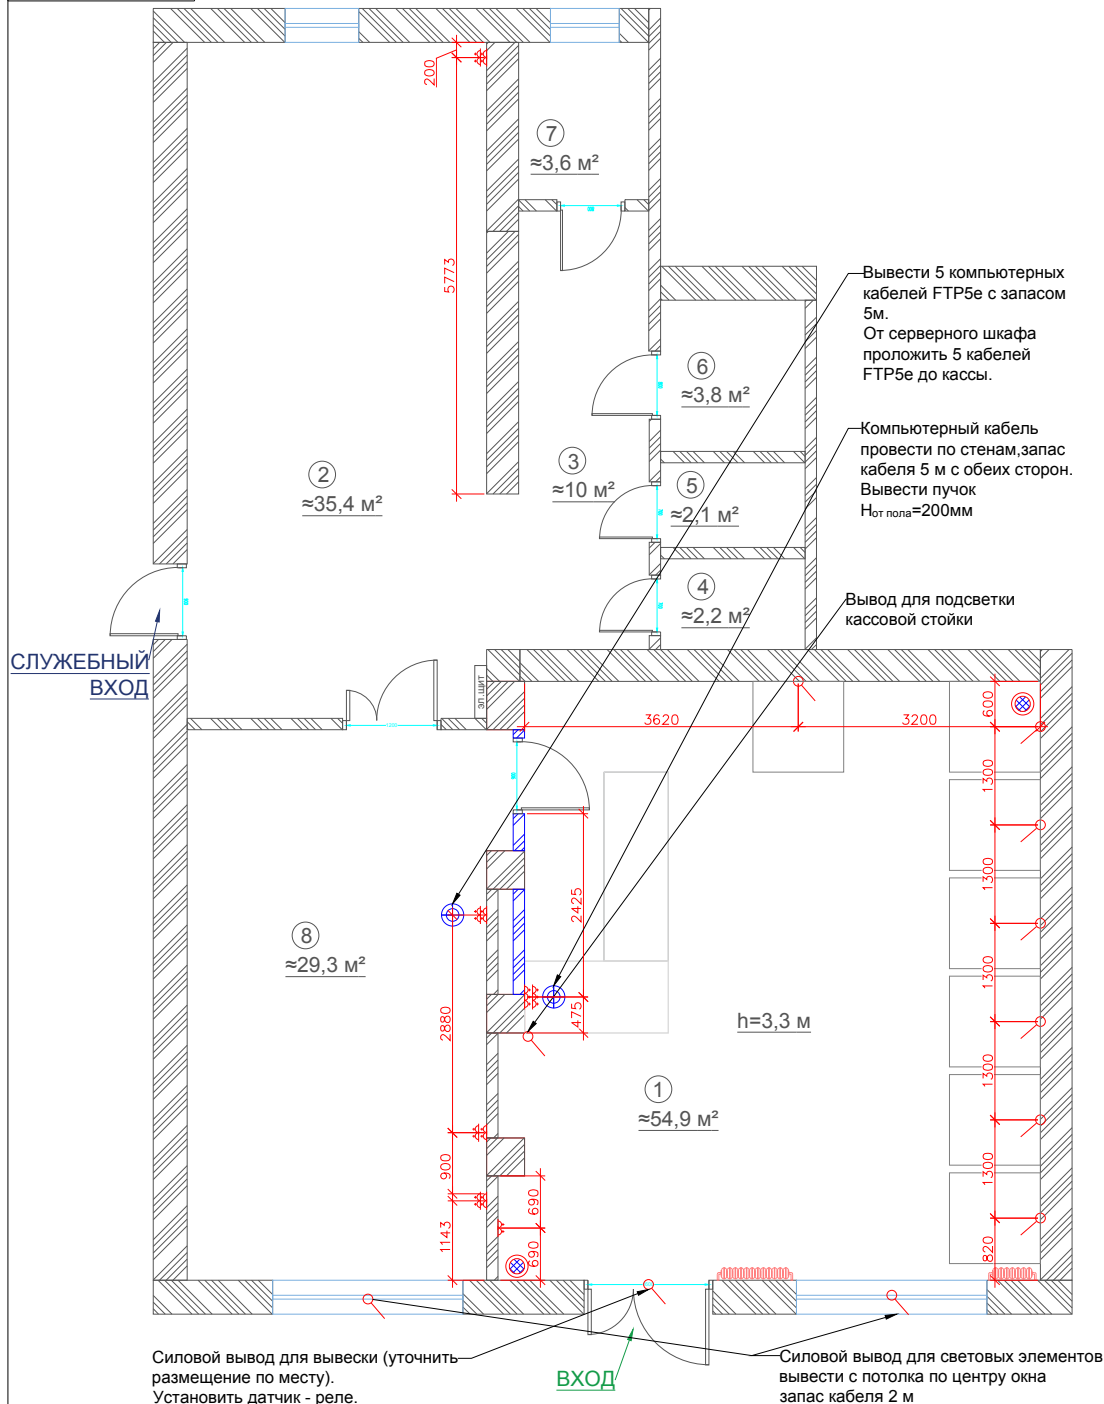 200
7
≈3,6 м²
5773
Вывести 5 компьютерных
кабелей FTP5e с запасом
5м.
От серверного шкафа
проложить 5 кабелей
FTP5e до кассы.
6
≈3,8 м²
Компьютерный кабель
провести по стенам,запас
кабеля 5 м с обеих сторон.
Вывести пучок
Hот пола=200мм
2
≈35,4 м²
3
≈10 м²
5
≈2,1 м²
4
≈2,2 м²
Вывод для подсветки
кассовой стойки
СЛУЖЕБНЫЙ
ВХОД
ЭЛ. ЩИТ
3620
3200
600
1300
1300
1300
1300
1300
820
2425
475
8
≈29,3 м²
2880
900
1143
h=3,3 м
1
≈54,9 м²
690
690
Силовой вывод для вывески (уточнить
размещение по месту).
Установить датчик - реле.
ВХОД
Силовой вывод для световых элементов
вывести с потолка по центру окна
запас кабеля 2 м